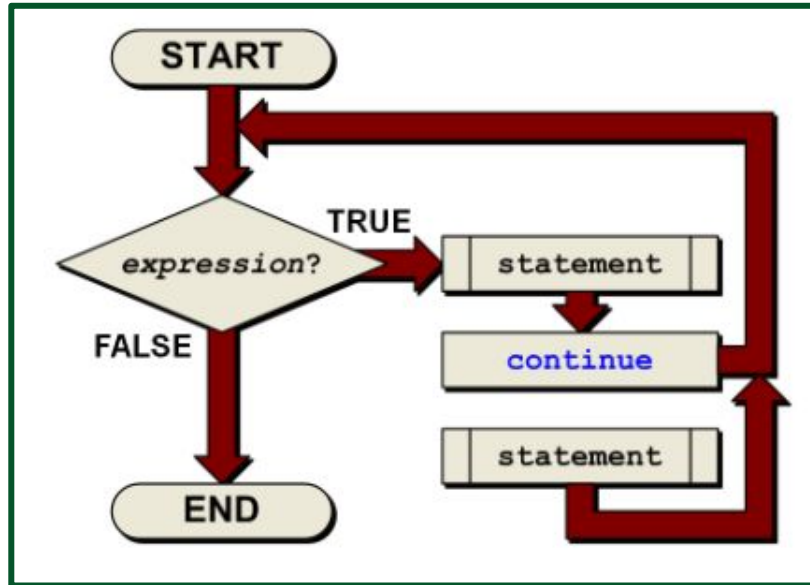 START
TRUE
expression?
statement
FALSE
continue
statement
END